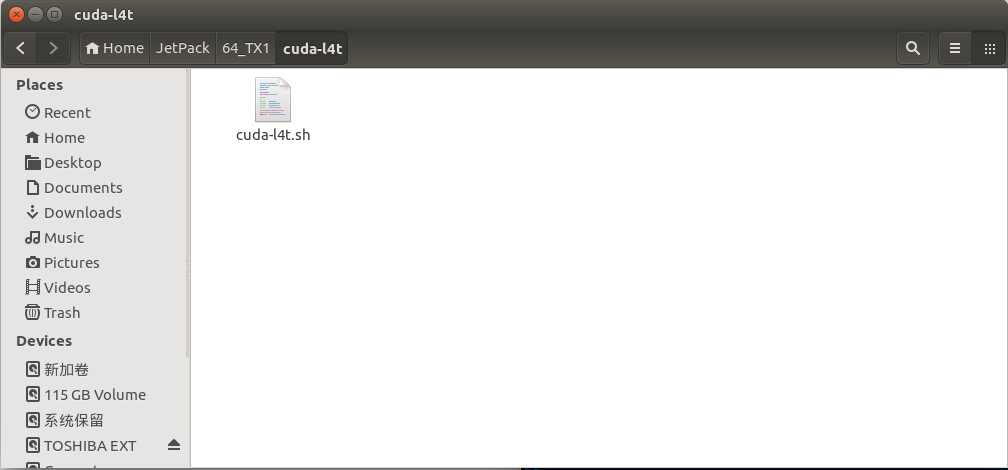 cuda-l4t
Home JetPack 64_TX1 cuda-l4t
Places
Recent
Home
Desktop
Documents
Downloads
Music
Pictures
Videos
Trash
Devices
新加卷
115 GB Volume
系统保留
TOSHIBA EXT
cuda-l4t.sh